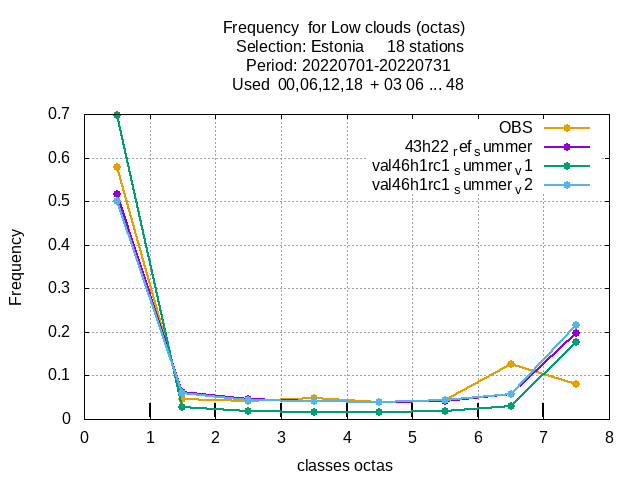 Frequency for Low clouds (octas)
Selection: Estonia 18 stations
Period: 20220701-20220731
Used 00,06,12,18 + 03 06 ... 48
OBS
43h22 ref summer
val46h1rc1 summer v1
val46h1rc1 summer v2
0.7
0.6
0.5
0.4
0.3
0.2
0.1
0
Frequency
0 1 2 3 4 5 6 7 8
classes octas